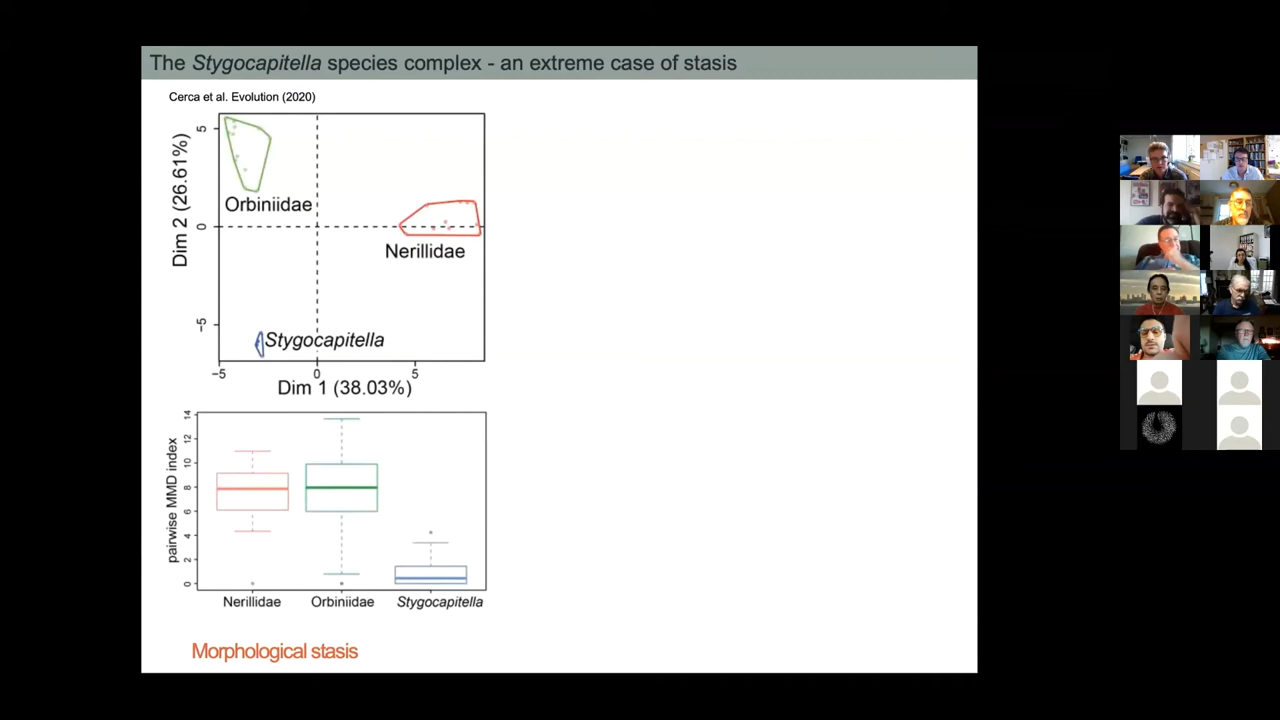 The Stygocapitella species complex - an extreme case of stasis
Cerca et al. Evolution (2020)
Dim 2 (26.61%)
5
0
−5
Orbiniidae
Nerillidae
Stygocapitella
−5
0
5
Dim 1 (38.03%)
pairwise MMD index
14
12
10
8
6
4
2
0
Nerillidae
Orbiniidae
Stygocapitella
Morphological stasis